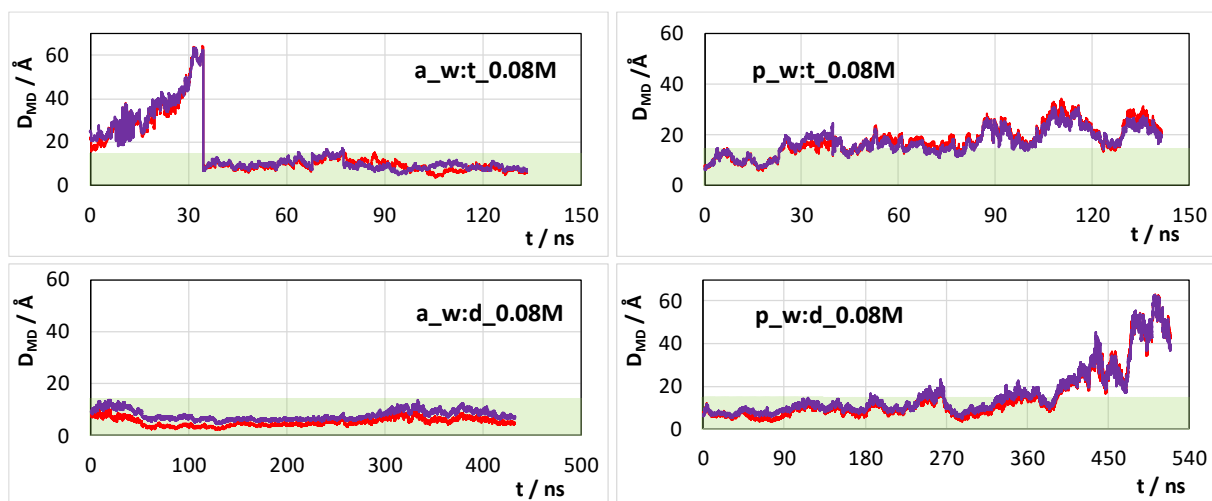 D_MD / Å
60
40
20
0
a_w:t_0.08M
0 30 60 90 120 150
t / ns
D_MD / Å
60
40
20
0
p_w:t_0.08M
0 30 60 90 120 150
t / ns
D_MD / Å
60
40
20
0
a_w:d_0.08M
0 100 200 300 400 500
t / ns
D_MD / Å
60
40
20
0
p_w:d_0.08M
0 90 180 270 360 450 540
t / ns